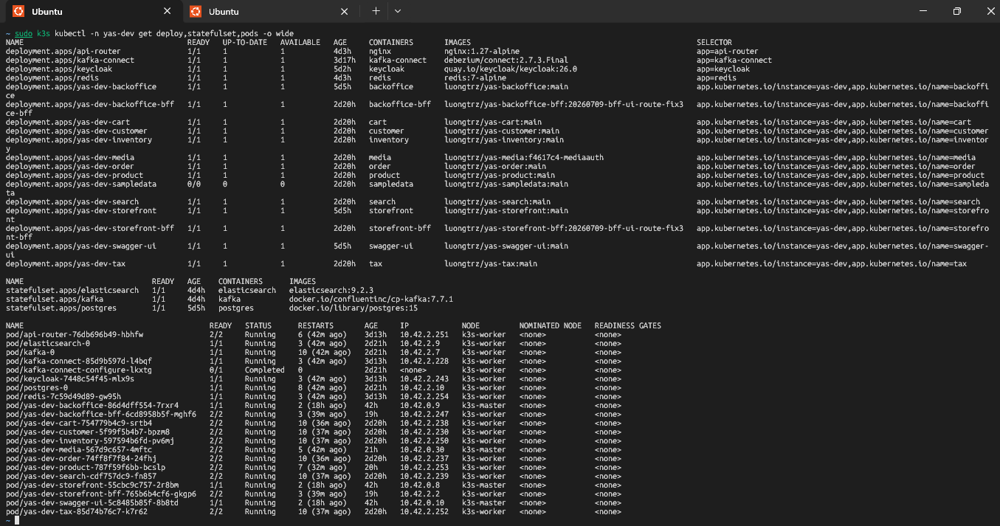 Ubuntu
Ubuntu
~ sudo k3s kubectl -n yas-dev get deploy,statefulset,pods -o wide
NAME READY UP-TO-DATE AVAILABLE AGE CONTAINERS IMAGES SELECTOR
deployment.apps/api-router 1/1 1 1 4d3h nginx nginx:1.27-alpine app=api-router
deployment.apps/kafka-connect 1/1 1 1 3d17h kafka-connect debezium/connect:2.7.3.Final app=kafka-connect
deployment.apps/keycloak 1/1 1 1 5d2h keycloak quay.io/keycloak/keycloak:26.0 app=keycloak
deployment.apps/redis 1/1 1 1 4d3h redis redis:7-alpine app=redis
deployment.apps/yas-dev-backoffice 1/1 1 1 5d5h backoffice luongtrz/yas-backoffice:main app.kubernetes.io/instance=yas-dev,app.kubernetes.io/name=backoffi
ce
deployment.apps/yas-dev-backoffice-bff 1/1 1 1 2d20h backoffice-bff luongtrz/yas-backoffice-bff:20260709-bff-ui-route-fix3 app.kubernetes.io/instance=yas-dev,app.kubernetes.io/name=backoffi
ce-bff
deployment.apps/yas-dev-cart 1/1 1 1 2d20h cart luongtrz/yas-cart:main app.kubernetes.io/instance=yas-dev,app.kubernetes.io/name=cart
deployment.apps/yas-dev-customer 1/1 1 1 2d20h customer luongtrz/yas-customer:main app.kubernetes.io/instance=yas-dev,app.kubernetes.io/name=customer
deployment.apps/yas-dev-inventory 1/1 1 1 2d20h inventory luongtrz/yas-inventory:main app.kubernetes.io/instance=yas-dev,app.kubernetes.io/name=inventor
y
deployment.apps/yas-dev-media 1/1 1 1 2d20h media luongtrz/yas-media:f4617c4-mediaauth app.kubernetes.io/instance=yas-dev,app.kubernetes.io/name=media
deployment.apps/yas-dev-order 1/1 1 1 2d20h order luongtrz/yas-order:main app.kubernetes.io/instance=yas-dev,app.kubernetes.io/name=order
deployment.apps/yas-dev-product 1/1 1 1 2d20h product luongtrz/yas-product:main app.kubernetes.io/instance=yas-dev,app.kubernetes.io/name=product
deployment.apps/yas-dev-sampledata 0/0 0 0 2d20h sampledata luongtrz/yas-sampledata:main app.kubernetes.io/instance=yas-dev,app.kubernetes.io/name=sampleda
ta
deployment.apps/yas-dev-search 1/1 1 1 2d20h search luongtrz/yas-search:main app.kubernetes.io/instance=yas-dev,app.kubernetes.io/name=search
deployment.apps/yas-dev-storefront 1/1 1 1 5d5h storefront luongtrz/yas-storefront:main app.kubernetes.io/instance=yas-dev,app.kubernetes.io/name=storefro
nt
deployment.apps/yas-dev-storefront-bff 1/1 1 1 2d20h storefront-bff luongtrz/yas-storefront-bff:20260709-bff-ui-route-fix3 app.kubernetes.io/instance=yas-dev,app.kubernetes.io/name=storefro
nt-bff
deployment.apps/yas-dev-swagger-ui 1/1 1 1 5d5h swagger-ui luongtrz/yas-swagger-ui:main app.kubernetes.io/instance=yas-dev,app.kubernetes.io/name=swagger-
ui
deployment.apps/yas-dev-tax 1/1 1 1 2d20h tax luongtrz/yas-tax:main app.kubernetes.io/instance=yas-dev,app.kubernetes.io/name=tax
NAME READY AGE CONTAINERS IMAGES
statefulset.apps/elasticsearch 1/1 4d4h elasticsearch elasticsearch:9.2.3
statefulset.apps/kafka 1/1 4d4h kafka docker.io/confluentinc/cp-kafka:7.7.1
statefulset.apps/postgres 1/1 5d5h postgres docker.io/library/postgres:15
NAME READY STATUS RESTARTS AGE IP NODE NOMINATED NODE READINESS GATES
pod/api-router-76db696b49-hbhfw 2/2 Running 6 (42m ago) 3d13h 10.42.2.251 k3s-worker <none> <none>
pod/elasticsearch-0 1/1 Running 3 (42m ago) 2d21h 10.42.2.9 k3s-worker <none> <none>
pod/kafka-0 1/1 Running 10 (42m ago) 2d21h 10.42.2.7 k3s-worker <none> <none>
pod/kafka-connect-85d9b597d-l4bqf 1/1 Running 3 (42m ago) 3d13h 10.42.2.228 k3s-worker <none> <none>
pod/kafka-connect-configure-lkxtg 0/1 Completed 0 2d21h <none> k3s-worker <none> <none>
pod/keycloak-7448c54f45-mlx9s 1/1 Running 3 (42m ago) 3d13h 10.42.2.243 k3s-worker <none> <none>
pod/postgres-0 1/1 Running 8 (42m ago) 2d21h 10.42.2.10 k3s-worker <none> <none>
pod/redis-7c59d49d89-gw95h 1/1 Running 3 (42m ago) 3d13h 10.42.2.254 k3s-worker <none> <none>
pod/yas-dev-backoffice-86d4dff554-7rxr4 1/1 Running 2 (18h ago) 42h 10.42.0.9 k3s-master <none> <none>
pod/yas-dev-backoffice-bff-6cd8958b5f-mghf6 2/2 Running 3 (39m ago) 19h 10.42.2.247 k3s-worker <none> <none>
pod/yas-dev-cart-754779b4c9-srtb4 2/2 Running 10 (36m ago) 2d20h 10.42.2.238 k3s-worker <none> <none>
pod/yas-dev-customer-5f99f5b4b7-bpzm8 2/2 Running 10 (37m ago) 2d20h 10.42.2.230 k3s-worker <none> <none>
pod/yas-dev-inventory-597594b6fd-pv6mj 2/2 Running 10 (37m ago) 2d20h 10.42.2.250 k3s-worker <none> <none>
pod/yas-dev-media-567d9c657-4mftc 2/2 Running 5 (42m ago) 21h 10.42.0.30 k3s-master <none> <none>
pod/yas-dev-order-74ff8f7f84-24fhj 2/2 Running 10 (36m ago) 2d20h 10.42.2.237 k3s-worker <none> <none>
pod/yas-dev-product-787f59f6bb-bcslp 2/2 Running 7 (32m ago) 20h 10.42.2.253 k3s-worker <none> <none>
pod/yas-dev-search-cdf757dc9-fn857 2/2 Running 10 (37m ago) 2d20h 10.42.2.239 k3s-worker <none> <none>
pod/yas-dev-storefront-55cbc9c757-2r8bm 1/1 Running 2 (18h ago) 42h 10.42.0.8 k3s-master <none> <none>
pod/yas-dev-storefront-bff-765b6b4cf6-gkgp6 2/2 Running 3 (39m ago) 19h 10.42.2.2 k3s-worker <none> <none>
pod/yas-dev-swagger-ui-5c8485b85f-8b8td 1/1 Running 2 (18h ago) 42h 10.42.0.10 k3s-master <none> <none>
pod/yas-dev-tax-85d74b76c7-k7r62 2/2 Running 10 (37m ago) 2d20h 10.42.2.252 k3s-worker <none> <none>
~